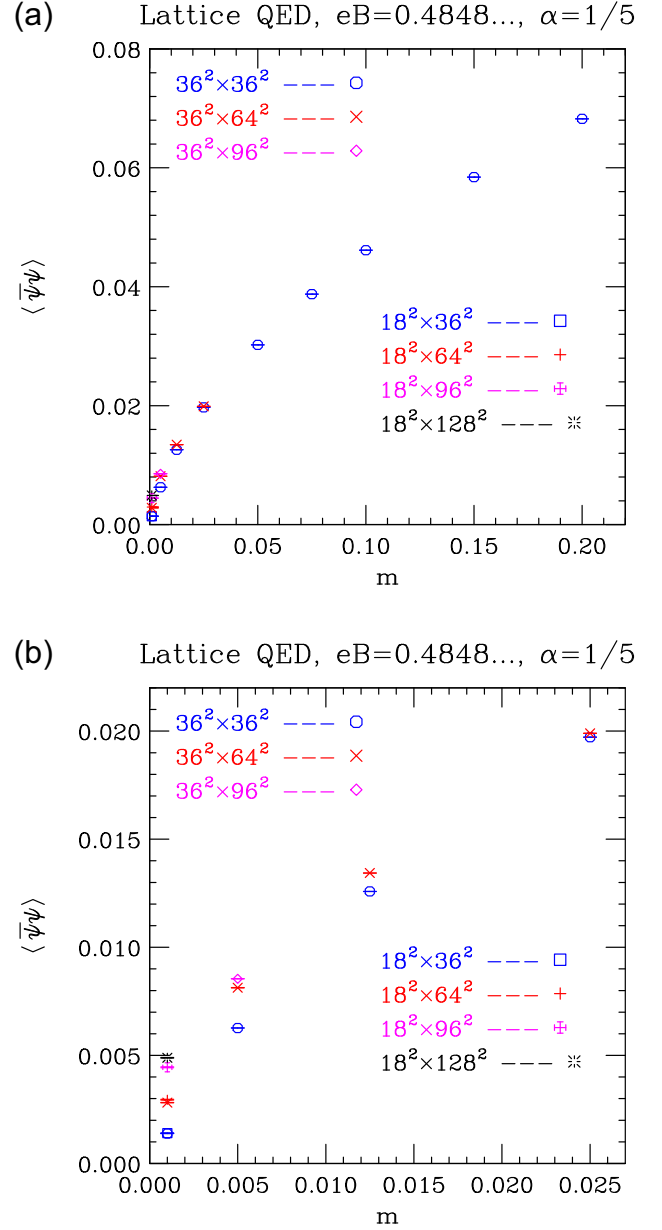 (a)
Lattice QED, eB=0.4848..., α=1/5
0.08
0.06
0.04
0.02
0.00
⟨ψ̄ψ⟩
36²×36² ———
36²×64² ———
36²×96² ———
18²×36² ———
18²×64² ———
18²×96² ———
18²×128² ———
0.00 0.05 0.10 0.15 0.20
m
(b)
Lattice QED, eB=0.4848..., α=1/5
0.020
0.015
0.010
0.005
0.000
⟨ψ̄ψ⟩
36²×36² ———
36²×64² ———
36²×96² ———
18²×36² ———
18²×64² ———
18²×96² ———
18²×128² ———
0.000 0.005 0.010 0.015 0.020 0.025
m